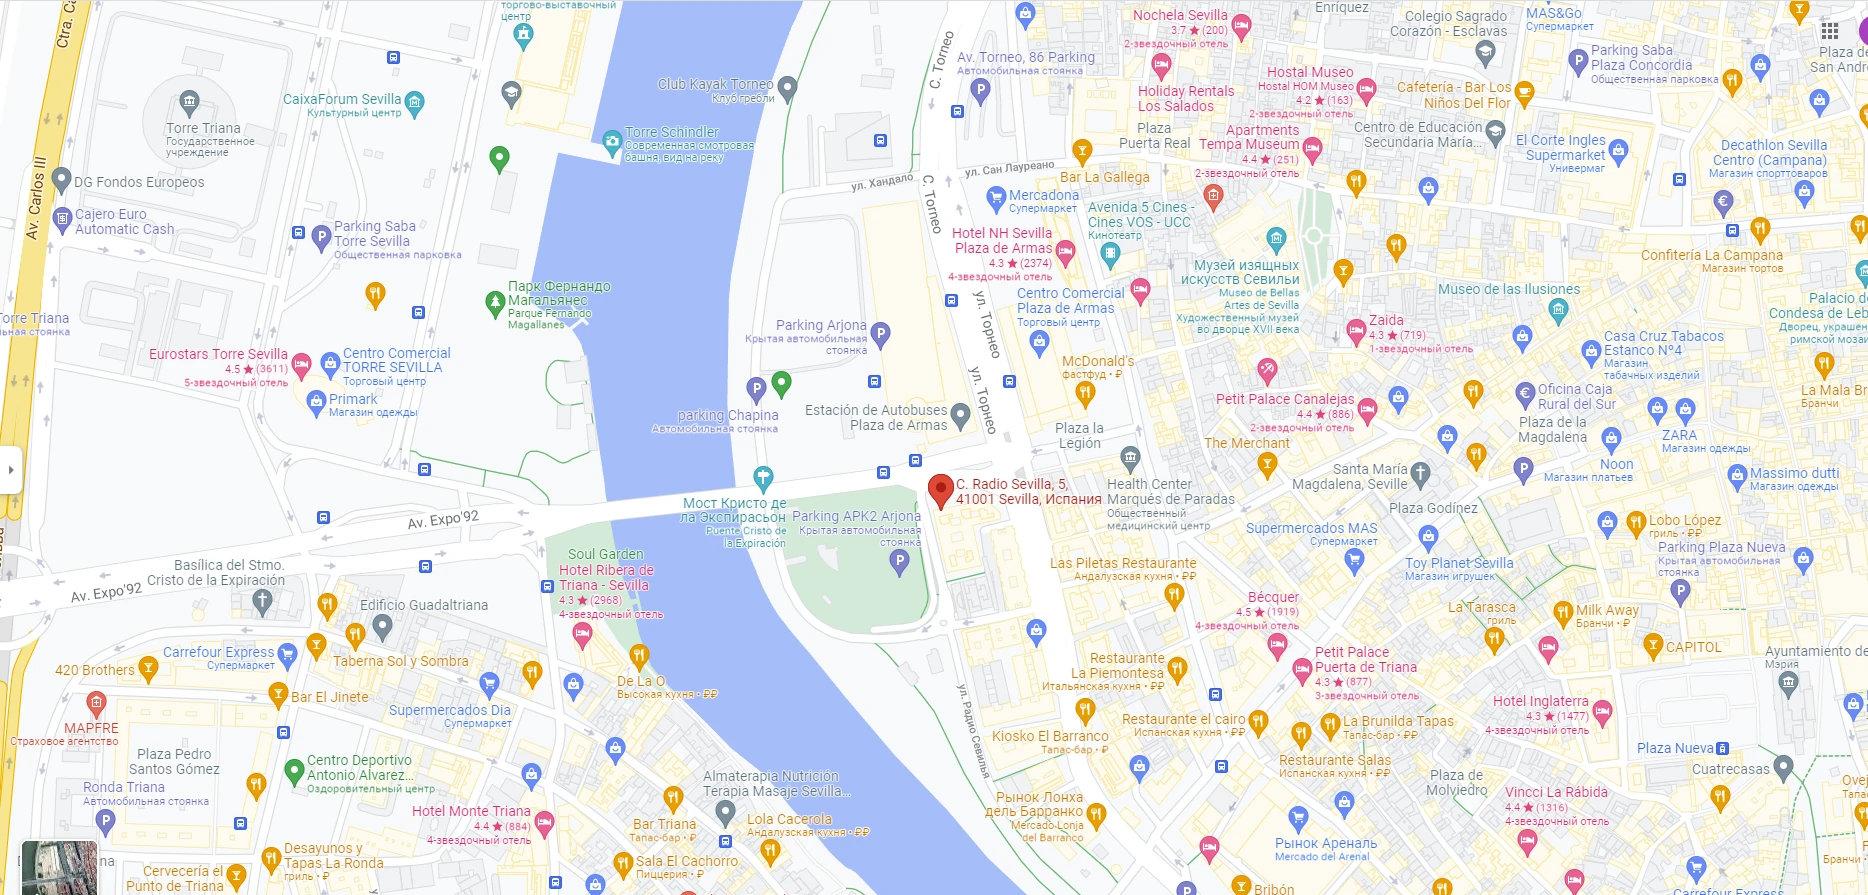 торгово-выставочный
центр
Ctra. Ca
Nochela Sevilla
3.7 ★ (200)
2-звездочный отель
Enríquez
Colegio Sagrado
Corazón - Esclavas
MAS&Go
Супермаркет
Parking Saba
Plaza Concordia
Общественная парковка
Plaza de
San André
С. Торнео
Av. Torneo, 86 Parking
Автомобильная стоянка
Club Kayak Torneo
Клуб гребли
Holiday Rentals
Los Salados
Hostal Museo
Hostal HOM Museo
4.2 ★ (163)
2-звездочный отель
Cafetería - Bar Los
Niños Del Flor
CaixaForum Sevilla
Культурный центр
Torre Triana
Государственное
учреждение
Torre Schindler
Современная смотровая
башня, вид на реку
Plaza
Puerta Real
Apartments
Tempa Museum
4.4 ★ (251)
2-звездочный отель
Centro de Educación
Secundaria María...
El Corte Ingles
Supermarket
Универмаг
Decathlon Sevilla
Centro (Campana)
Магазин спорттоваров
Av. Carlos III
DG Fondos Europeos
Cajero Euro
Automatic Cash
Parking Saba
Torre Sevilla
Общественная парковка
ул. Хандало
ул. Сан Лауреано
Bar La Gallega
С. Торнео
Mercadona
Супермаркет
Avenida 5 Cines -
Cines VOS - UCC
Кинотеатр
Hotel NH Sevilla
Plaza de Armas
4.3 ★ (2374)
4-звездочный отель
Музей изящных
искусств Севильи
Museo de Bellas
Artes de Sevilla
Художественный музей
во дворце XVII века
Confitería La Campana
Магазин тортов
Museo de las Ilusiones
Palacio de
Condesa de Leb
Дворец, украшен
римской мозаи
Парк Фернандо
Магальянес
Parque Fernando
Magallanes
Centro Comercial
Plaza de Armas
Торговый центр
ул. Торнео
Zaida
4.3 ★ (719)
1-звездочный отель
Casa Cruz Tabacos
Estanco Nº4
Магазин
табачных изделий
Torre Triana
Parking Arjona
Крытая автомобильная
стоянка
Eurostars Torre Sevilla
4.5 ★ (3611)
5-звездочный отель
Centro Comercial
TORRE SEVILLA
Торговый центр
Primark
Магазин одежды
McDonald's
фастфуд • ₽
ул. Торнео
Petit Palace Canalejas
4.4 ★ (886)
2-звездочный отель
Oficina Caja
Rural del Sur
La Mala Br
Бранчи
parking Chapina
Автомобильная стоянка
Estación de Autobuses
Plaza de Armas
Plaza la
Legión
The Merchant
Plaza de la
Magdalena
ZARA
Магазин одежды
Noon
Магазин платьев
Massimo dutti
Магазин одежды
Santa María
Magdalena, Seville
C. Radio Sevilla, 5,
41001 Sevilla, Испания
Health Center
Marqués de Paradas
Общественный
медицинский центр
Plaza Godínez
Мост Кристо де
ла Экспирасьон
Puente Cristo de
la Expiración
Parking APK2 Arjona
Крытая автомобильная
стоянка
Av. Expo'92
Supermercados MAS
Супермаркет
Lobo López
гриль • ₽₽
Parking Plaza Nueva
Крытая автомобильная
стоянка
Toy Planet Sevilla
Магазин игрушек
Soul Garden
Hotel Ribera de
Triana - Sevilla
4.3 ★ (2968)
4-звездочный отель
Basílica del Stmo.
Cristo de la Expiración
Av. Expo'92
Las Piletas Restaurante
Андалузская кухня • ₽₽
Edificio Guadaltriana
Bécquer
4.5 ★ (1919)
4-звездочный отель
La Tarasca
гриль
Milk Away
Бранчи • ₽
CAPITOL
Ayuntamiento de
Мэрия
Carrefour Express
Супермаркет
Taberna Sol y Sombra
420 Brothers
Restaurante
La Piemontesa
Итальянская кухня • ₽₽
Petit Palace
Puerta de Triana
4.3 ★ (877)
3-звездочный отель
Bar El Jinete
De La O
Высокая кухня • ₽₽
Supermercados Dia
Супермаркет
MAPFRE
Страховое агентство
ул. Радио Севилья
Restaurante el cairo
Испанская кухня • ₽₽
La Brunilda Tapas
Тапас-бар • ₽₽
Hotel Inglaterra
4.3 ★ (1477)
4-звездочный отель
Kiosko El Barranco
Тапас-бар • ₽
Plaza Nueva
Plaza Pedro
Santos Gómez
Centro Deportivo
Antonio Alvarez...
Оздоровительный центр
Restaurante Salas
Испанская кухня • ₽₽
Plaza de
Molviedro
Cuatrecasas
Ronda Triana
Автомобильная стоянка
Almaterapia Nutrición
Terapia Masaje Sevilla...
Рынок Лонха
дель Барранко
Mercado Lonja
del Barranco
Vincci La Rábida
4.4 ★ (1316)
4-звездочный отель
Hotel Monte Triana
4.4 ★ (884)
4-звездочный отель
Bar Triana
Тапас-бар • ₽
Lola Cacerola
Андалузская кухня • ₽₽
Рынок Ареналь
Mercado del Arenal
Desayunos y
Tapas La Ronda
гриль • ₽
Sala El Cachorro
Пиццерия • ₽
Cervecería el
Punto de Triana
Bribón
Carrefour Express